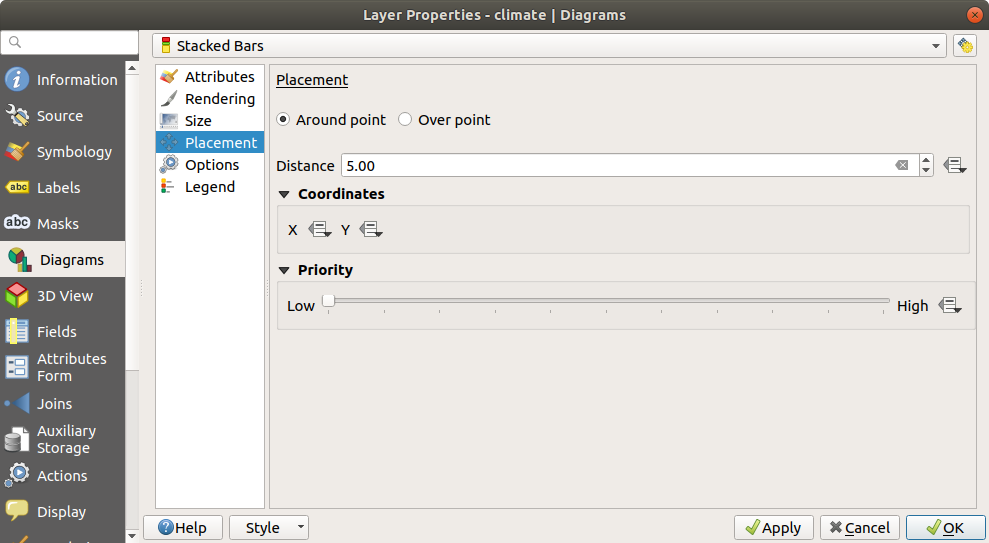 Layer Properties - climate | Diagrams
Stacked Bars
Information
Source
Symbology
abc Labels
abc Masks
Diagrams
3D View
Fields
Attributes
Form
Joins
Auxiliary
Storage
Actions
Display
Attributes
Rendering
Size
Placement
Options
Legend
Placement
Around point Over point
Distance 5.00
Coordinates
X Y
Priority
Low High
Help Style Apply Cancel OK